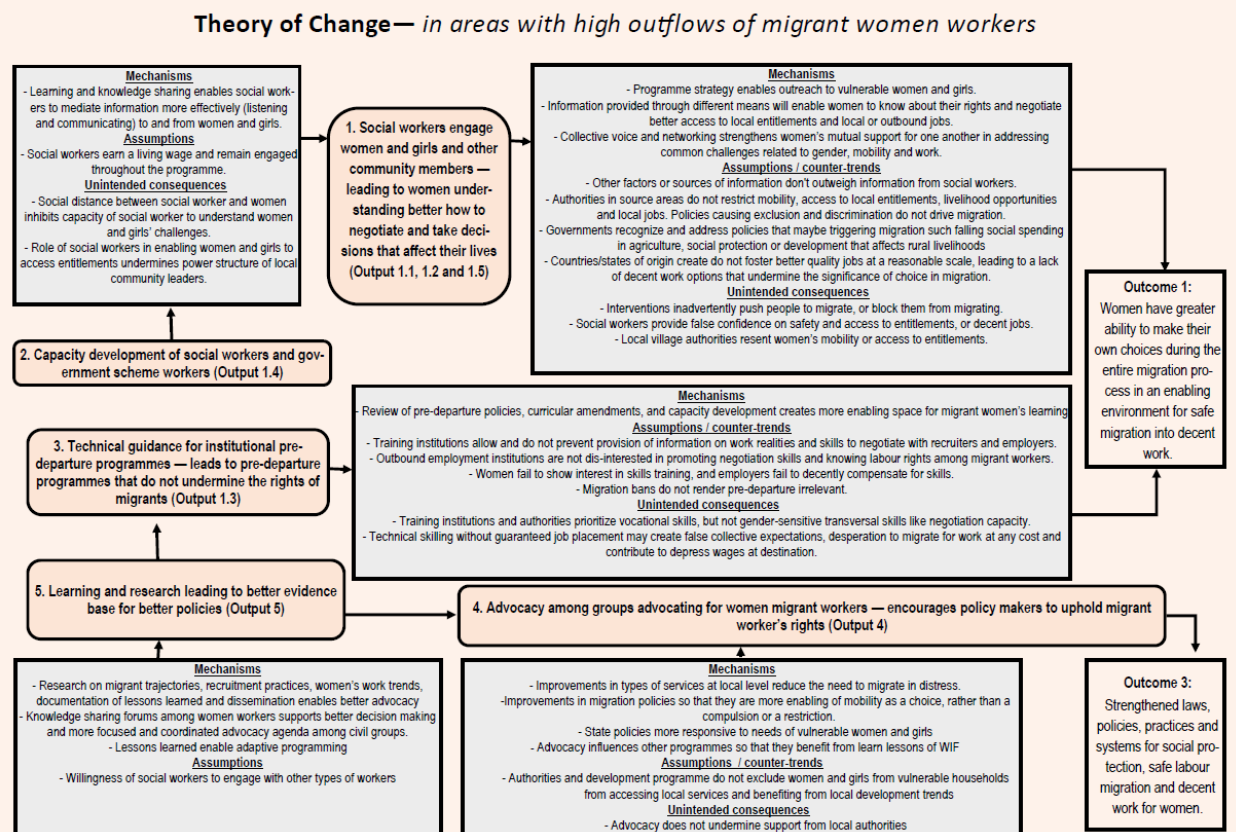 Theory of Change— in areas with high outflows of migrant women workers
Mechanisms
- Learning and knowledge sharing enables social work-
ers to mediate information more effectively (listening
and communicating) to and from women and girls.
Assumptions
- Social workers earn a living wage and remain engaged
throughout the programme.
Unintended consequences
- Social distance between social worker and women
inhibits capacity of social worker to understand women
and girls' challenges.
- Role of social workers in enabling women and girls to
access entitlements undermines power structure of local
community leaders.
1. Social workers engage
women and girls and other
community members —
leading to women under-
standing better how to
negotiate and take deci-
sions that affect their lives
(Output 1.1, 1.2 and 1.5)
Mechanisms
- Programme strategy enables outreach to vulnerable women and girls.
- Information provided through different means will enable women to know about their rights and negotiate
better access to local entitlements and local or outbound jobs.
- Collective voice and networking strengthens women's mutual support for one another in addressing
common challenges related to gender, mobility and work.
Assumptions / counter-trends
- Other factors or sources of information don't outweigh information from social workers.
- Authorities in source areas do not restrict mobility, access to local entitlements, livelihood opportunities
and local jobs. Policies causing exclusion and discrimination do not drive migration.
- Governments recognize and address policies that maybe triggering migration such falling social spending
in agriculture, social protection or development that affects rural livelihoods
- Countries/states of origin create do not foster better quality jobs at a reasonable scale, leading to a lack
of decent work options that undermine the significance of choice in migration.
Unintended consequences
- Interventions inadvertently push people to migrate, or block them from migrating.
- Social workers provide false confidence on safety and access to entitlements, or decent jobs.
- Local village authorities resent women's mobility or access to entitlements.
Outcome 1:
Women have greater
ability to make their
own choices during the
entire migration pro-
cess in an enabling
environment for safe
migration into decent
work.
2. Capacity development of social workers and gov-
ernment scheme workers (Output 1.4)
3. Technical guidance for institutional pre-
departure programmes — leads to pre-departure
programmes that do not undermine the rights of
migrants (Output 1.3)
Mechanisms
- Review of pre-departure policies, curricular amendments, and capacity development creates more enabling space for migrant women's learning
Assumptions / counter-trends
- Training institutions allow and do not prevent provision of information on work realities and skills to negotiate with recruiters and employers.
- Outbound employment institutions are not dis-interested in promoting negotiation skills and knowing labour rights among migrant workers.
- Women fail to show interest in skills training, and employers fail to decently compensate for skills.
- Migration bans do not render pre-departure irrelevant.
Unintended consequences
- Training institutions and authorities prioritize vocational skills, but not gender-sensitive transversal skills like negotiation capacity.
- Technical skilling without guaranteed job placement may create false collective expectations, desperation to migrate for work at any cost and
contribute to depress wages at destination.
5. Learning and research leading to better evidence
base for better policies (Output 5)
4. Advocacy among groups advocating for women migrant workers — encourages policy makers to uphold migrant
worker's rights (Output 4)
Mechanisms
- Research on migrant trajectories, recruitment practices, women's work trends,
documentation of lessons learned and dissemination enables better advocacy
- Knowledge sharing forums among women workers supports better decision making
and more focused and coordinated advocacy agenda among civil groups.
- Lessons learned enable adaptive programming
Assumptions
- Willingness of social workers to engage with other types of workers
Mechanisms
- Improvements in types of services at local level reduce the need to migrate in distress.
-Improvements in migration policies so that they are more enabling of mobility as a choice, rather than a
compulsion or a restriction.
- State policies more responsive to needs of vulnerable women and girls
- Advocacy influences other programmes so that they benefit from learn lessons of WIF
Assumptions / counter-trends
- Authorities and development programme do not exclude women and girls from vulnerable households
from accessing local services and benefiting from local development trends
Unintended consequences
- Advocacy does not undermine support from local authorities
Outcome 3:
Strengthened laws,
policies, practices and
systems for social pro-
tection, safe labour
migration and decent
work for women.